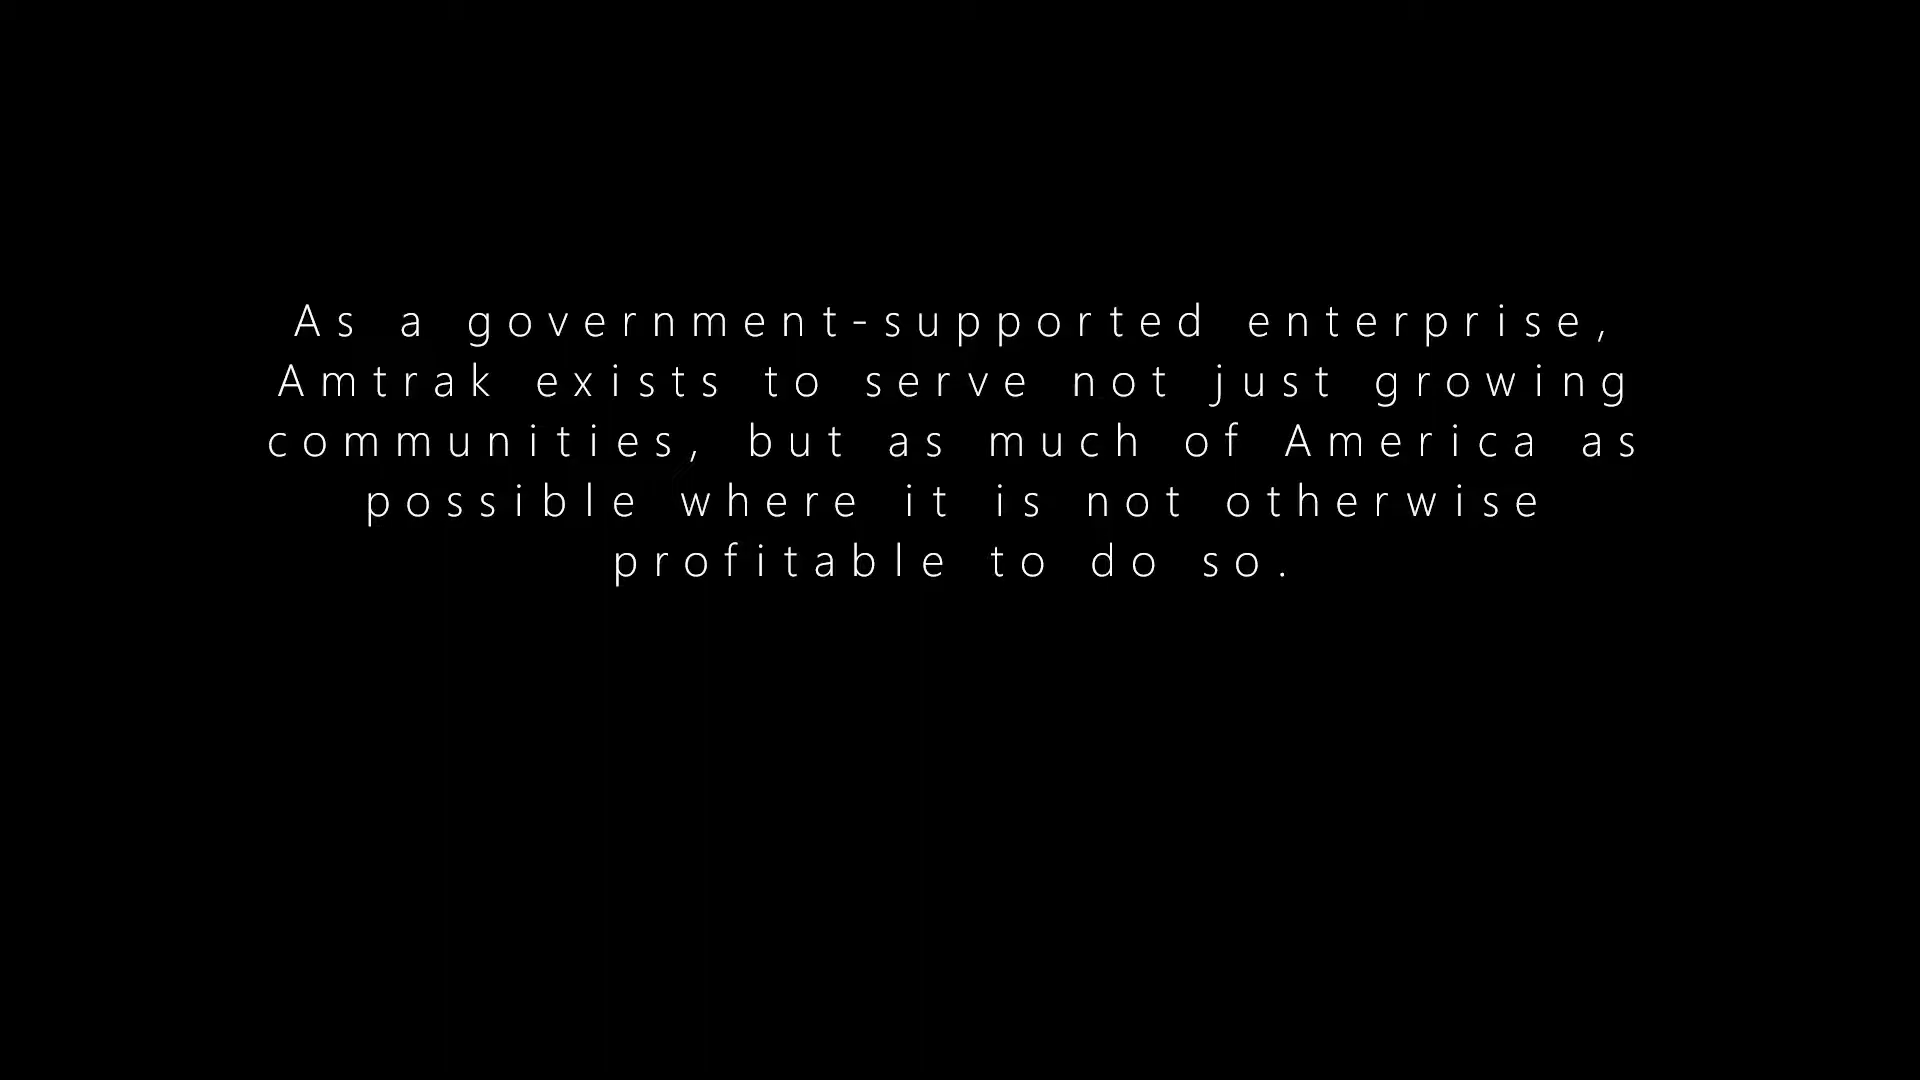 As a government-supported enterprise,
Amtrak exists to serve not just growing
communities, but as much of America as
possible where it is not otherwise
profitable to do so.